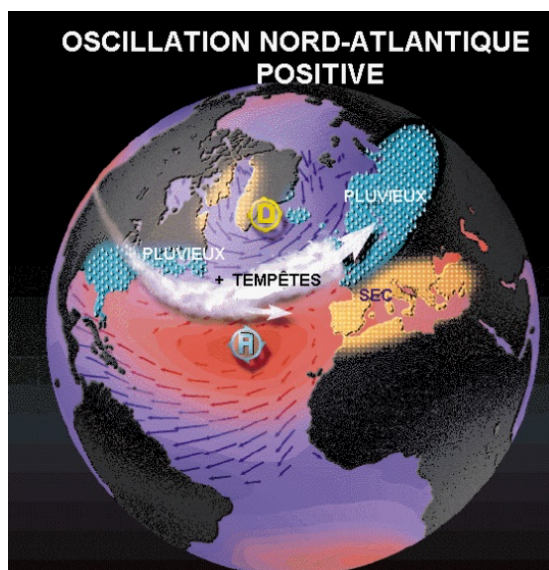 OSCILLATION NORD-ATLANTIQUE
POSITIVE
D
PLUVIEUX
PLUVIEUX
+ TEMPÊTES
SEC
A